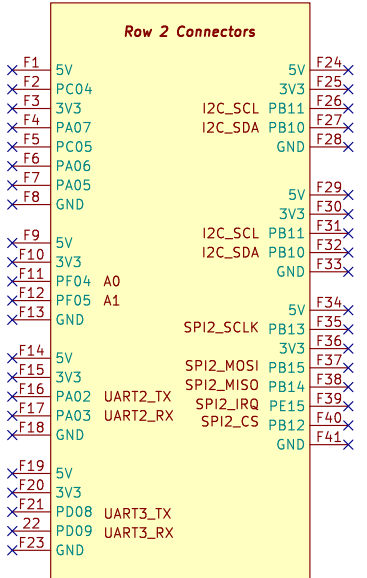 Row 2 Connectors
F1 5V
F2 PC04
F3 3V3
F4 PA07
F5 PC05
F6 PA06
F7 PA05
F8 GND
F9 5V
F10 3V3
F11 PF04 A0
F12 PF05 A1
F13 GND
F14 5V
F15 3V3
F16 PA02 UART2_TX
F17 PA03 UART2_RX
F18 GND
F19 5V
F20 3V3
F21 PD08 UART3_TX
22 PD09 UART3_RX
F23 GND
5V F24
3V3 F25
I2C_SCL PB11 F26
I2C_SDA PB10 F27
GND F28
5V F29
3V3 F30
I2C_SCL PB11 F31
I2C_SDA PB10 F32
GND F33
5V F34
SPI2_SCLK PB13 F35
3V3 F36
SPI2_MOSI PB15 F37
SPI2_MISO PB14 F38
SPI2_IRQ PE15 F39
SPI2_CS PB12 F40
GND F41